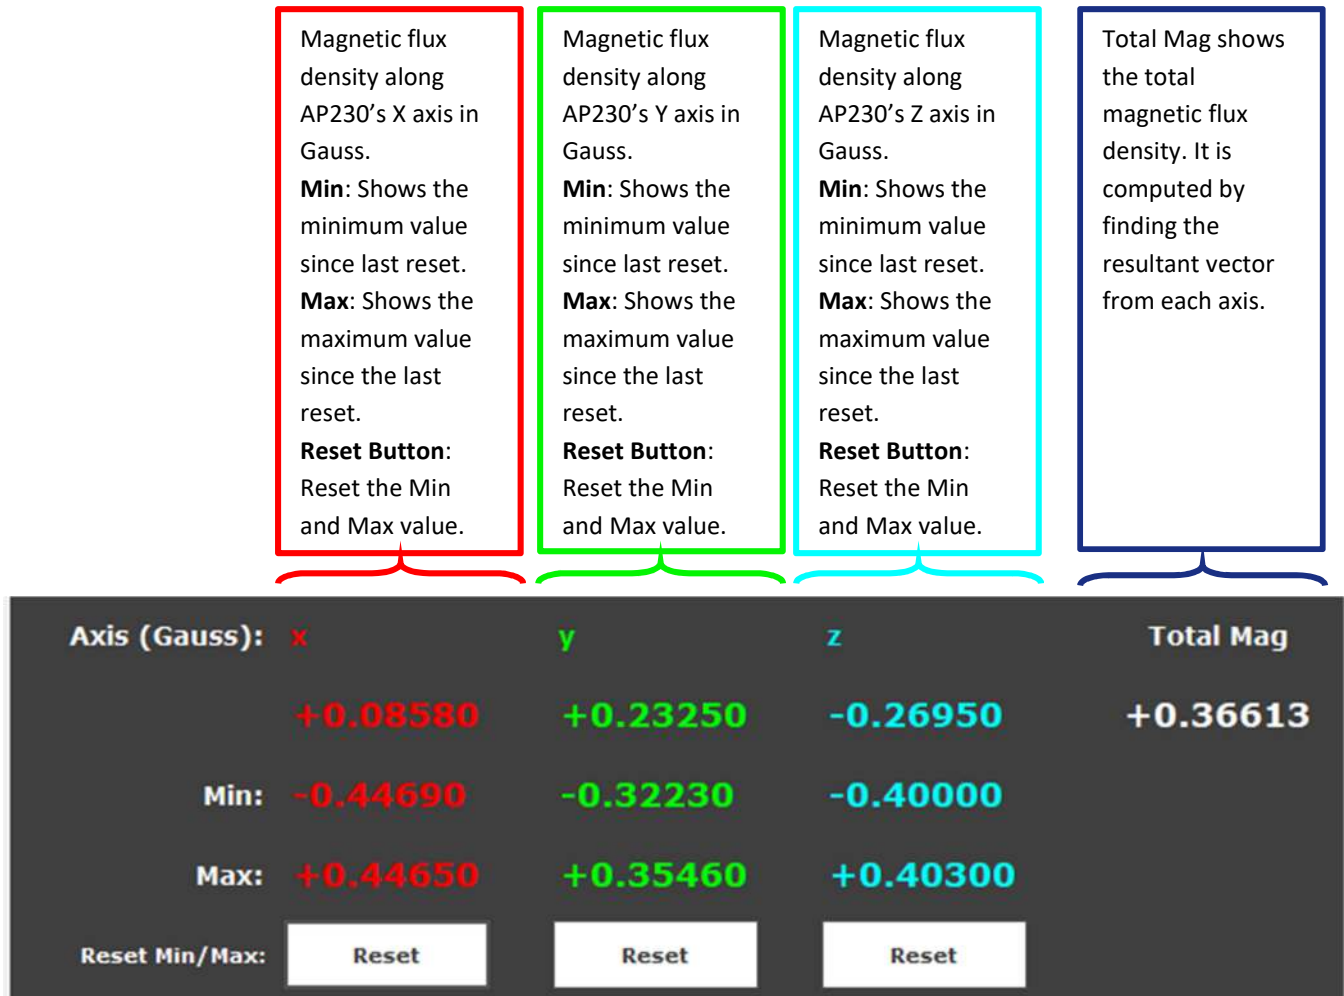 Magnetic flux
density along
AP230’s X axis in
Gauss.
Min: Shows the
minimum value
since last reset.
Max: Shows the
maximum value
since the last
reset.
Reset Button:
Reset the Min
and Max value.
Magnetic flux
density along
AP230’s Y axis in
Gauss.
Min: Shows the
minimum value
since last reset.
Max: Shows the
maximum value
since the last
reset.
Reset Button:
Reset the Min
and Max value.
Magnetic flux
density along
AP230’s Z axis in
Gauss.
Min: Shows the
minimum value
since last reset.
Max: Shows the
maximum value
since the last
reset.
Reset Button:
Reset the Min
and Max value.
Total Mag shows
the total
magnetic flux
density. It is
computed by
finding the
resultant vector
from each axis.
Axis (Gauss): x y z Total Mag
+0.08580 +0.23250 -0.26950 +0.36613
Min: -0.44690 -0.32230 -0.40000
Max: +0.44650 +0.35460 +0.40300
Reset Min/Max: Reset Reset Reset